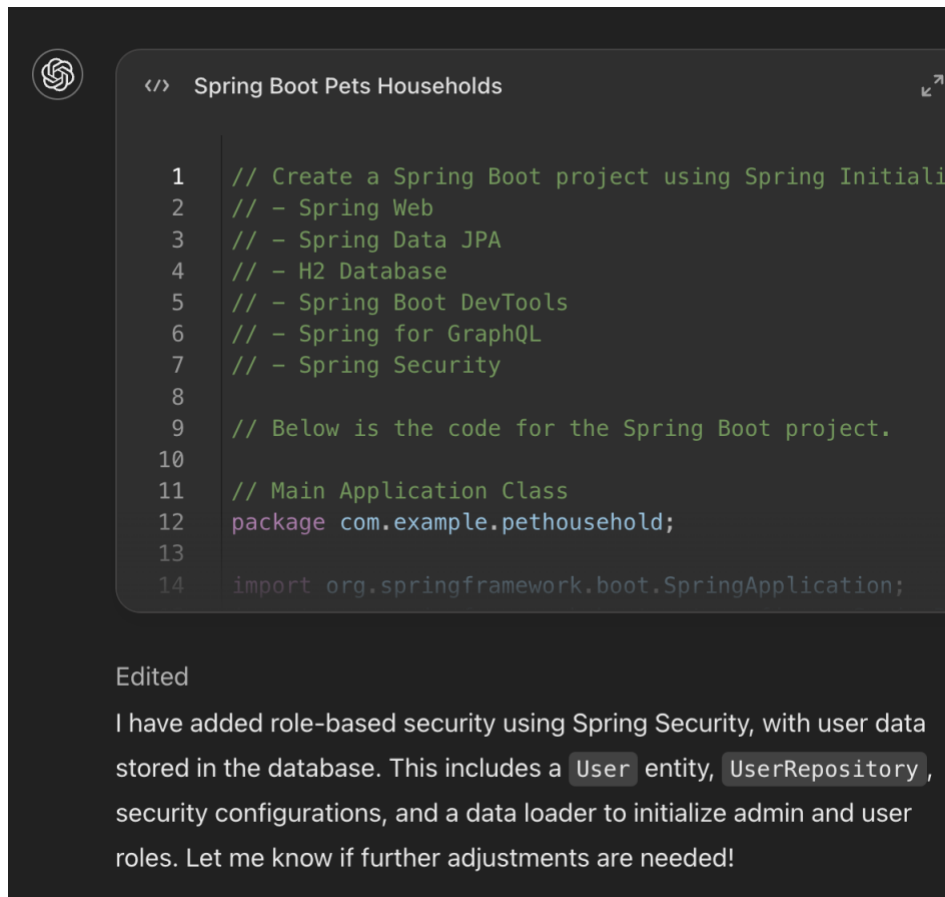 </> Spring Boot Pets Households
1 // Create a Spring Boot project using Spring Initiali
2 // – Spring Web
3 // – Spring Data JPA
4 // – H2 Database
5 // – Spring Boot DevTools
6 // – Spring for GraphQL
7 // – Spring Security
8
9 // Below is the code for the Spring Boot project.
10
11 // Main Application Class
12 package com.example.pethousehold;
13
14 import org.springframework.boot.SpringApplication;
Edited
I have added role-based security using Spring Security, with user data
stored in the database. This includes a User entity, UserRepository,
security configurations, and a data loader to initialize admin and user
roles. Let me know if further adjustments are needed!